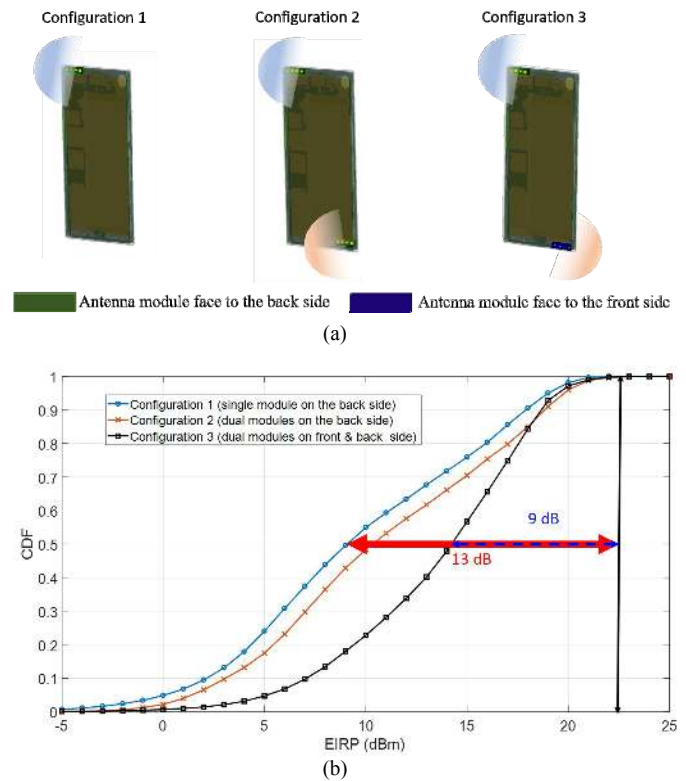 Configuration 1 Configuration 2 Configuration 3
Antenna module face to the back side Antenna module face to the front side
(a)
1
0.9
0.8
0.7
0.6
0.5
0.4
0.3
0.2
0.1
0
CDF
Configuration 1 (single module on the back side)
Configuration 2 (dual modules on the back side)
Configuration 3 (dual modules on front & back side)
9 dB
13 dB
-5 0 5 10 15 20 25
EIRP (dBm)
(b)